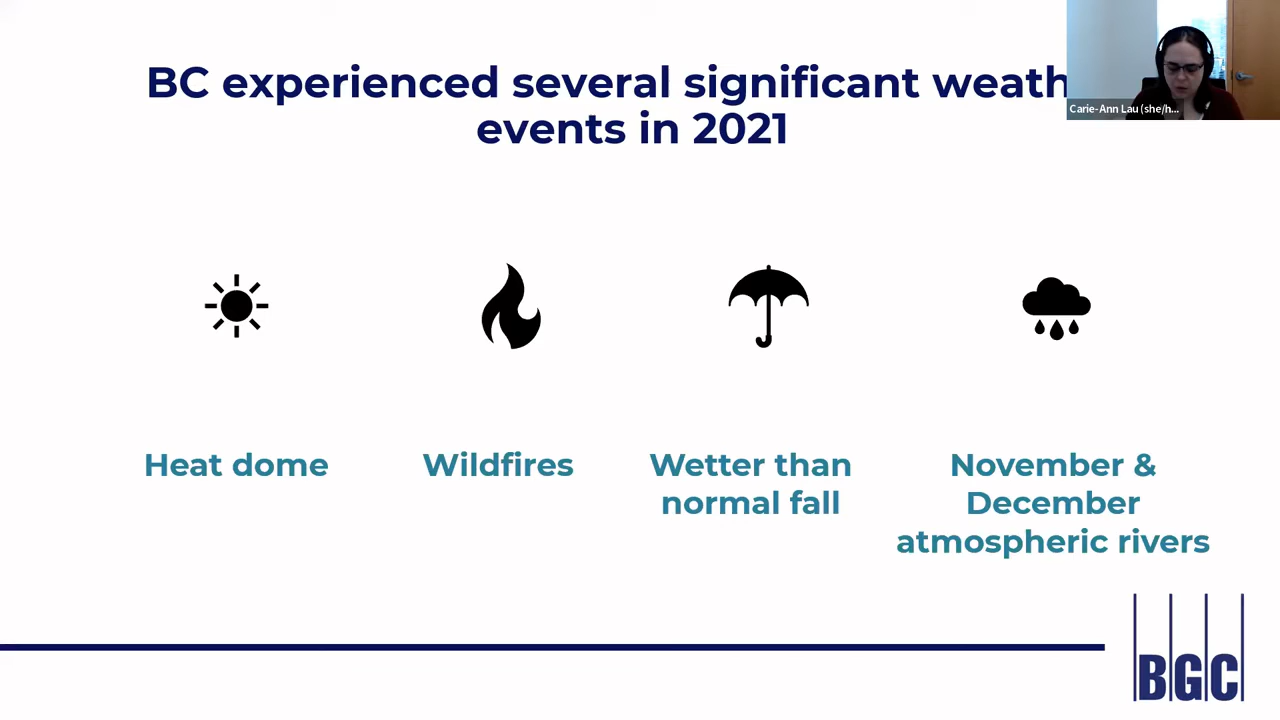 BC experienced several significant weath
events in 2021
Carie-Ann Lau (she/h...
Heat dome
Wildfires
Wetter than
normal fall
November &
December
atmospheric rivers
BGC